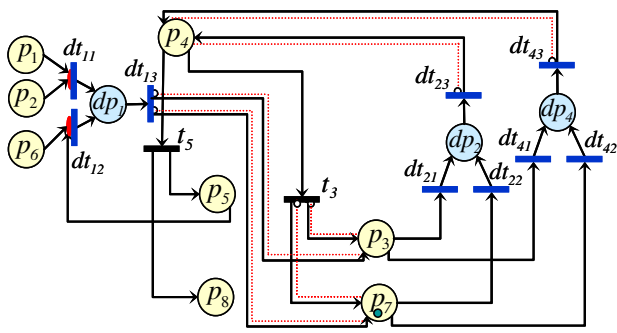 p1
p2
p6
dt11
dt12
dp1
dt13
p4
t5
p5
p8
t3
p3
p7
dt21
dt22
dp2
dt23
dt41
dt42
dp4
dt43